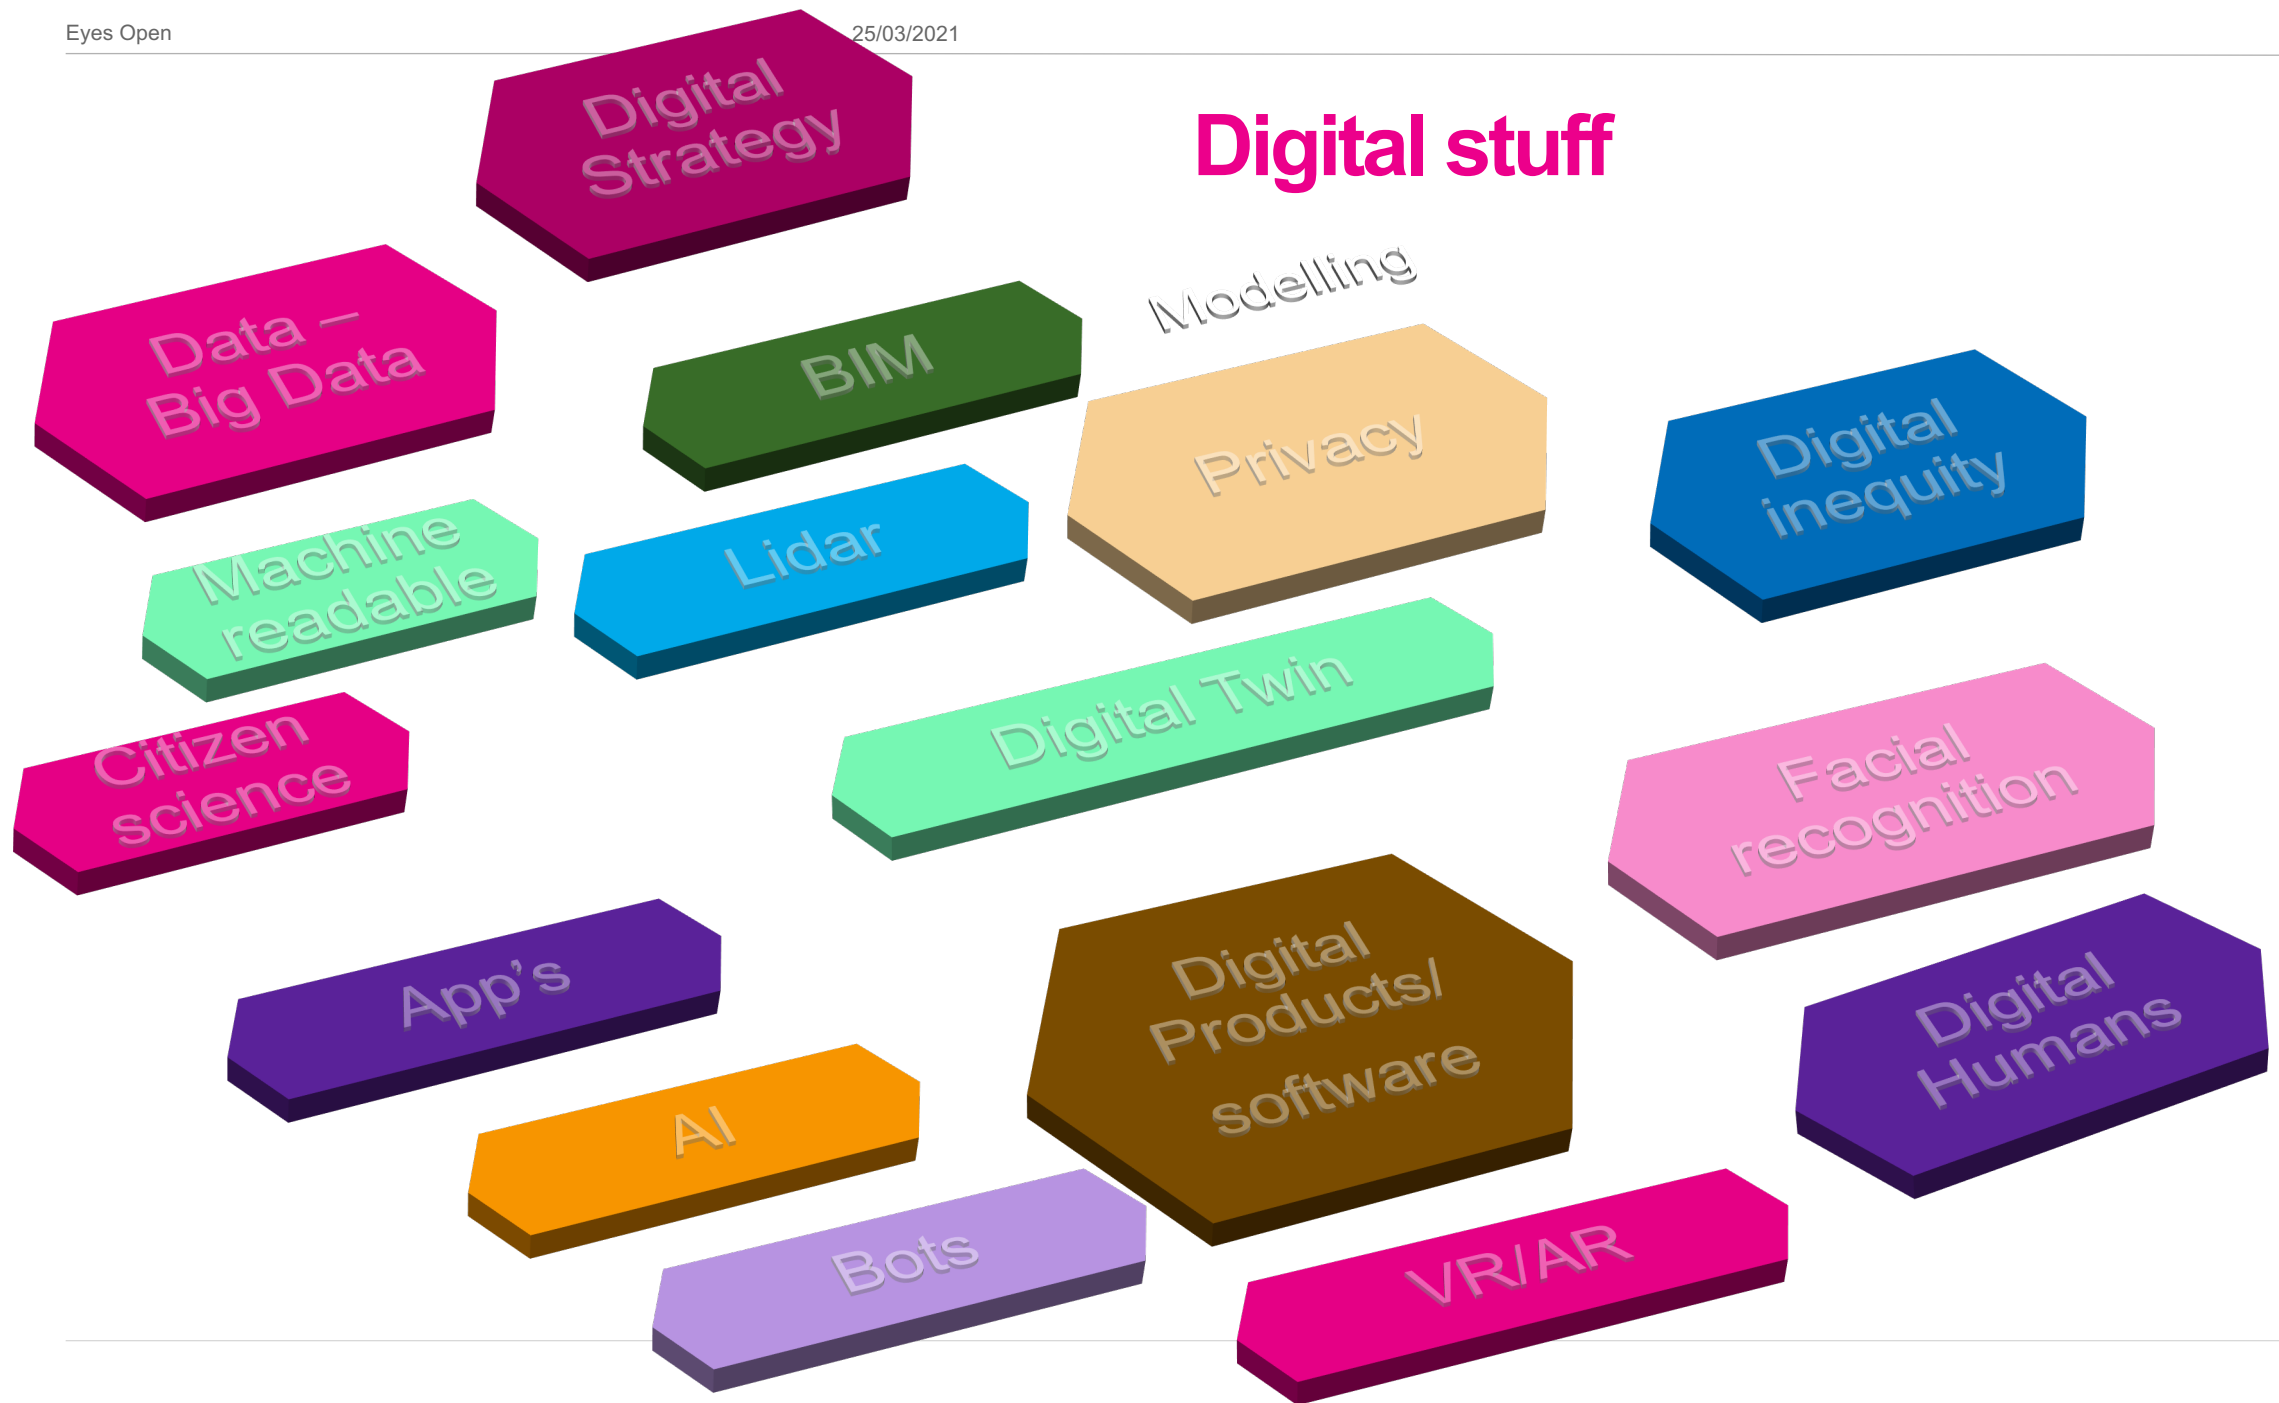 Eyes Open
25/03/2021
Digital stuff
Digital
Strategy
Modelling
Data –
Big Data
BIM
Privacy
Digital
inequity
Machine
readable
Lidar
Digital Twin
Citizen
science
Facial
recognition
App's
Digital
Products/
software
Digital
Humans
AI
Bots
VR/AR